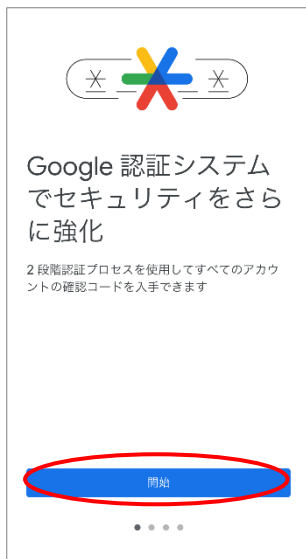 Google 認証システム
でセキュリティをさら
に強化
2 段階認証プロセスを使用してすべてのアカウ
ントの確認コードを入手できます
開始